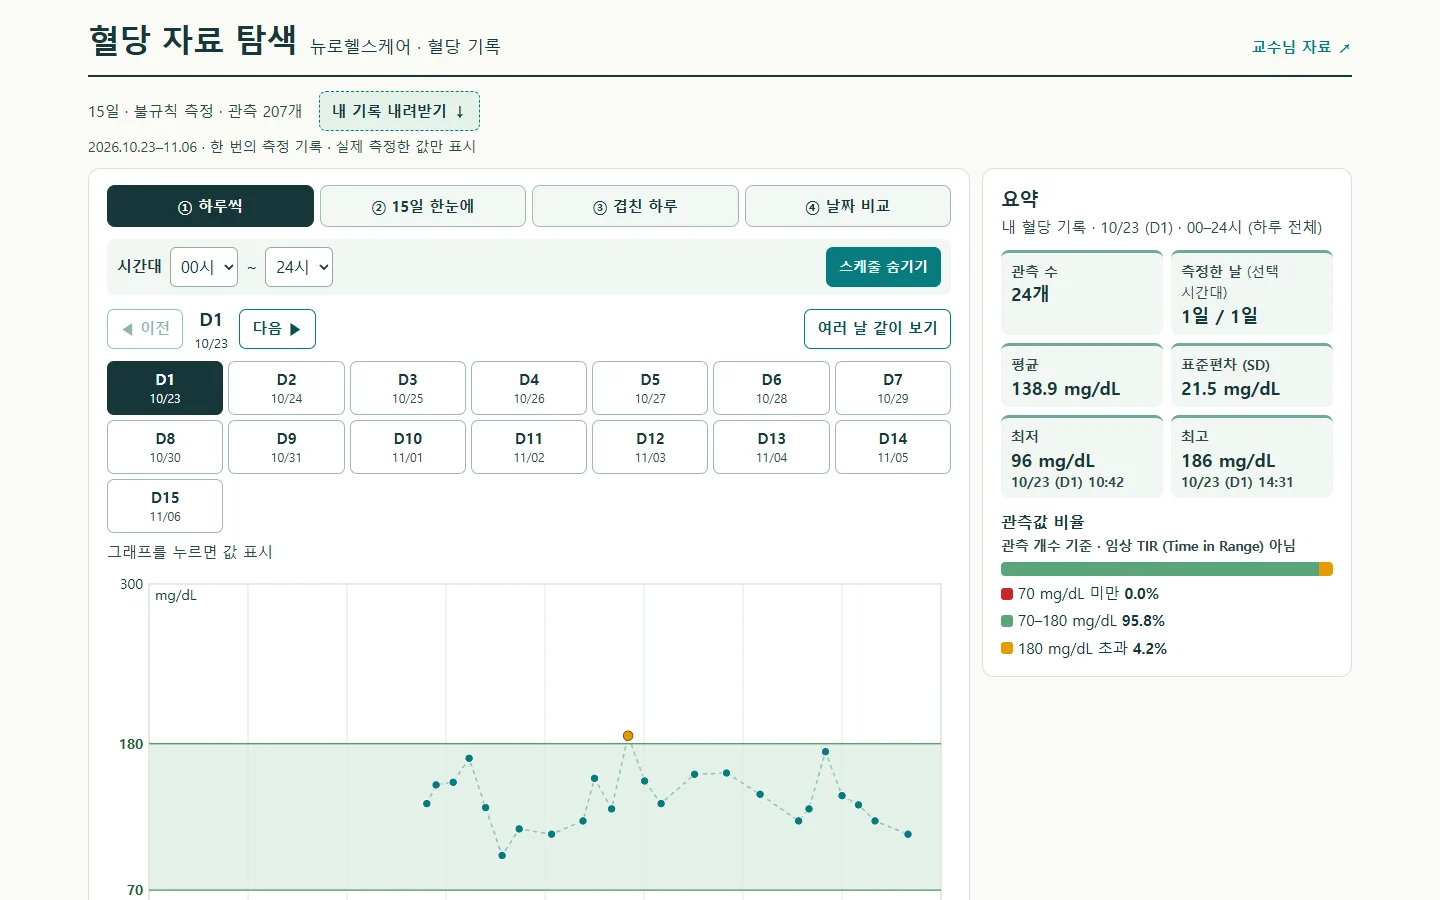 혈당 자료 탐색 뉴로헬스케어 · 혈당 기록
교수님 자료 ↗
15일 · 불규칙 측정 · 관측 207개 내 기록 내려받기 ↓
2026.10.23–11.06 · 한 번의 측정 기록 · 실제 측정한 값만 표시
① 하루씩 ② 15일 한눈에 ③ 겹친 하루 ④ 날짜 비교
시간대 00시 ~ 24시 스케줄 숨기기
◀ 이전 D1 다음 ▶ 여러 날 같이 보기
10/23
D1 D2 D3 D4 D5 D6 D7
10/23 10/24 10/25 10/26 10/27 10/28 10/29
D8 D9 D10 D11 D12 D13 D14
10/30 10/31 11/01 11/02 11/03 11/04 11/05
D15
11/06
그래프를 누르면 값 표시
300
mg/dL
180
70
요약
내 혈당 기록 · 10/23 (D1) · 00–24시 (하루 전체)
관측 수
24개
측정한 날 (선택
시간대)
1일 / 1일
평균
138.9 mg/dL
표준편차 (SD)
21.5 mg/dL
최저
96 mg/dL
10/23 (D1) 10:42
최고
186 mg/dL
10/23 (D1) 14:31
관측값 비율
관측 개수 기준 · 임상 TIR (Time in Range) 아님
70 mg/dL 미만 0.0%
70–180 mg/dL 95.8%
180 mg/dL 초과 4.2%